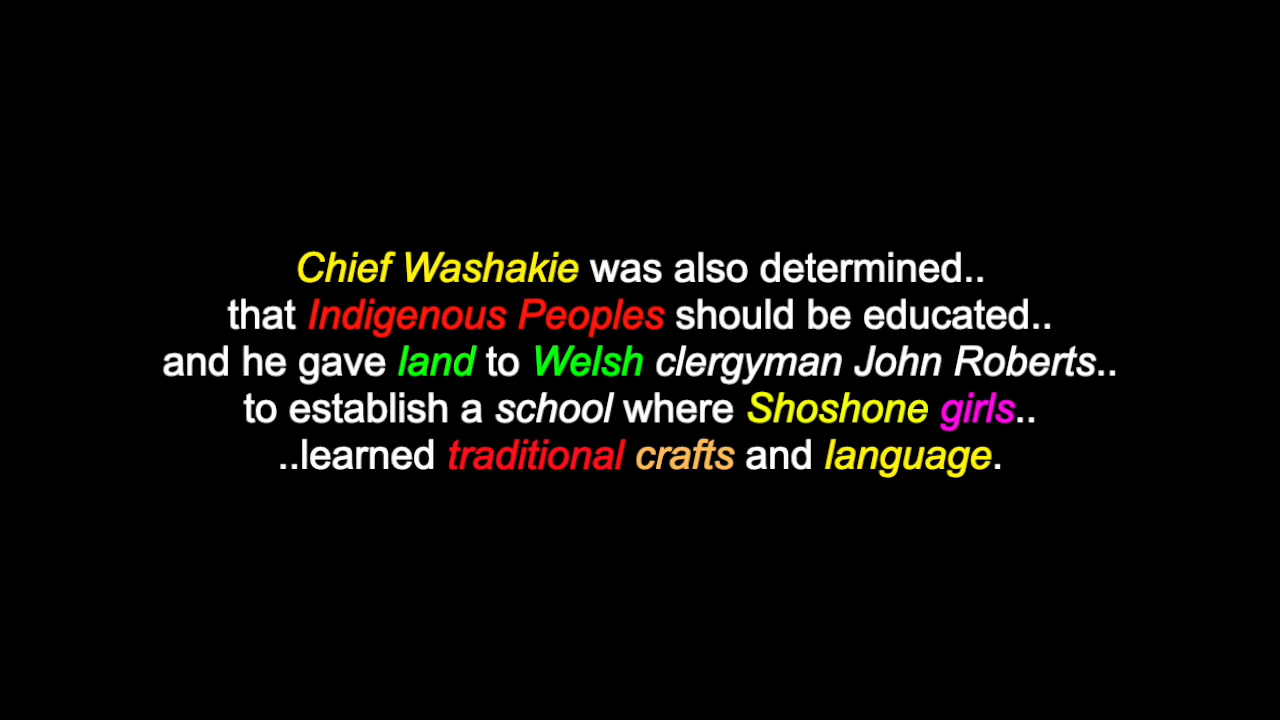 Chief Washakie was also determined..
that Indigenous Peoples should be educated..
and he gave land to Welsh clergyman John Roberts..
to establish a school where Shoshone girls..
..learned traditional crafts and language.